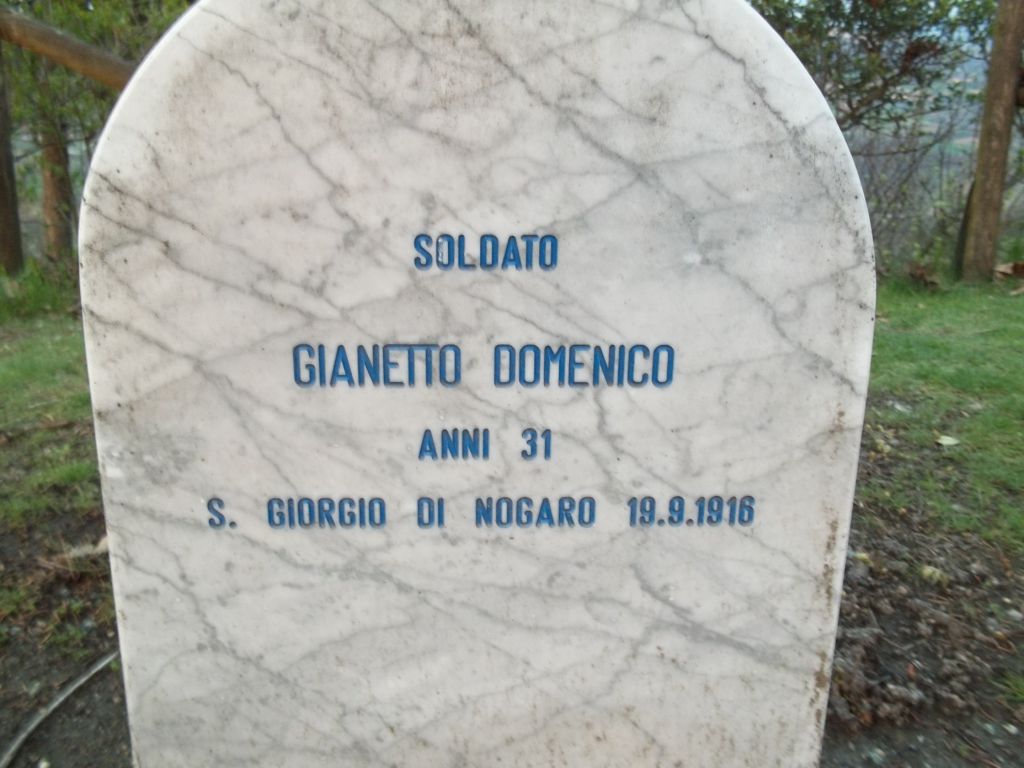 SOLDATO
GIANETTO DOMENICO
ANNI 31
S. GIORGIO DI NOGARO 19.9.1916